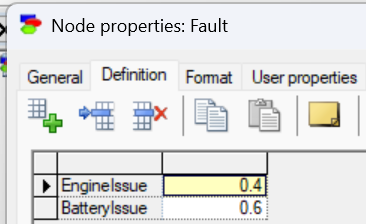 Node properties: Fault
General Definition Format User properties
EngineIssue 0.4
BatteryIssue 0.6